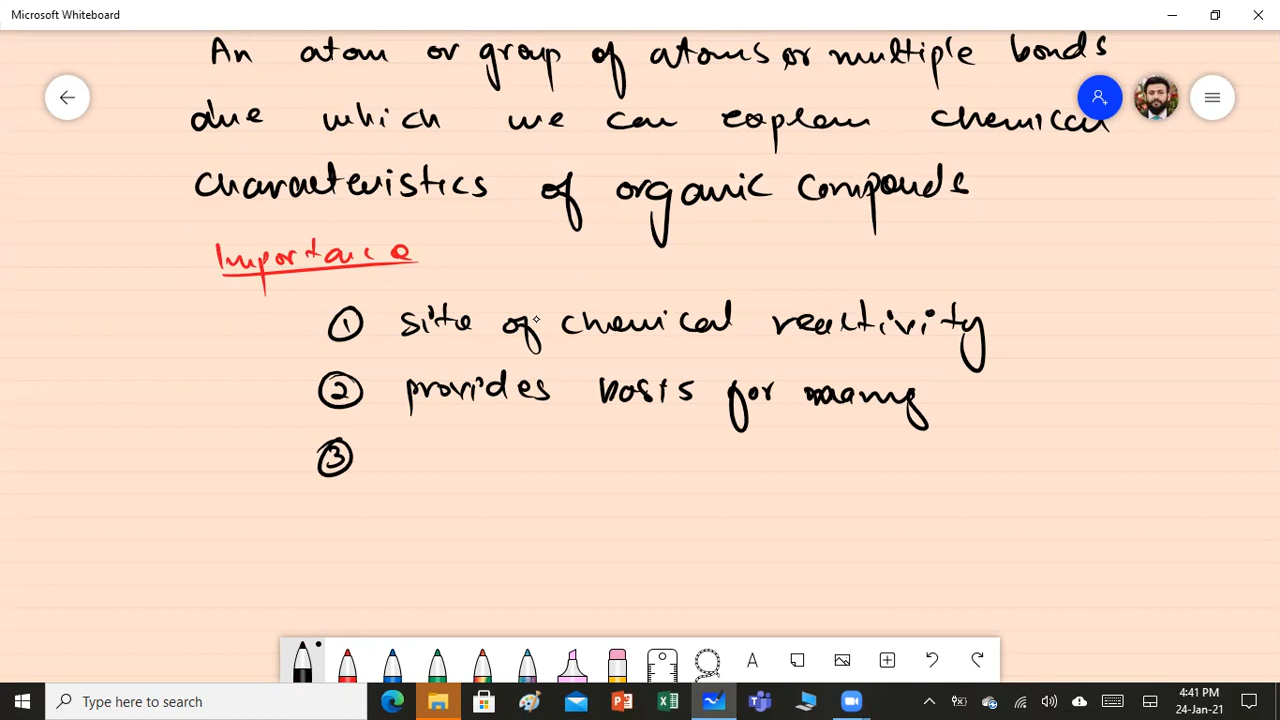 Microsoft Whiteboard
An atom or group of atoms or multiple bonds
due which we can explain chemical
characteristics of organic compounds
Importance
① site of chemical reactivity
② provides basis for
③
A
Type here to search
4:41 PM
24-Jan-21